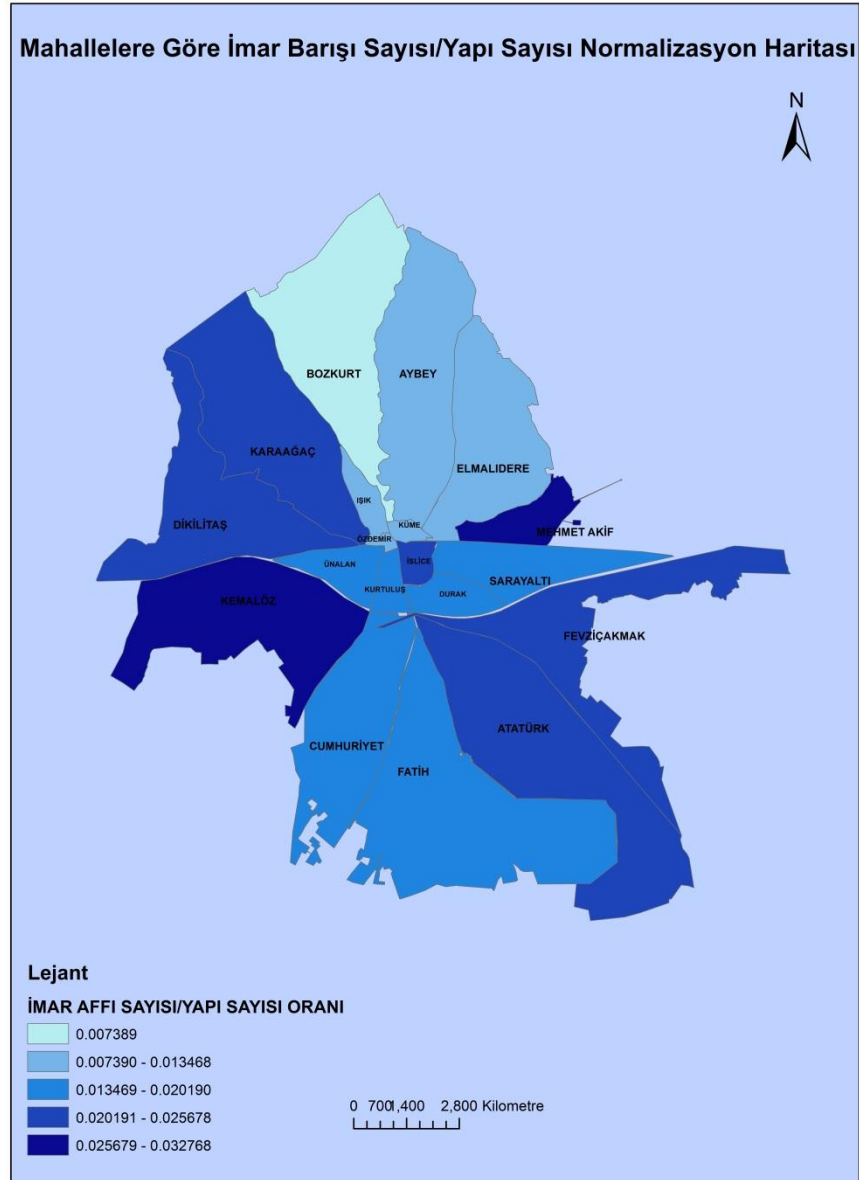 Mahallelere Göre İmar Barışı Sayısı/Yapı Sayısı Normalizasyon Haritası
N
BOZKURT
AYBEY
KARAAĞAÇ
ELMALIDERE
IŞIK
DİKİLİTAŞ
KÜME
MEHMET AKİF
ÖZDEMİR
ÜNALAN
İSLİCE
SARAYALTI
KURTULUŞ
DURAK
KEMALÖZ
FEVZİÇAKMAK
ATATÜRK
CUMHURİYET
FATİH
Lejant
İMAR AFFI SAYISI/YAPI SAYISI ORANI
0.007389
0.007390 - 0.013468
0.013469 - 0.020190
0.020191 - 0.025678
0.025679 - 0.032768
0 700 1,400 2,800 Kilometre